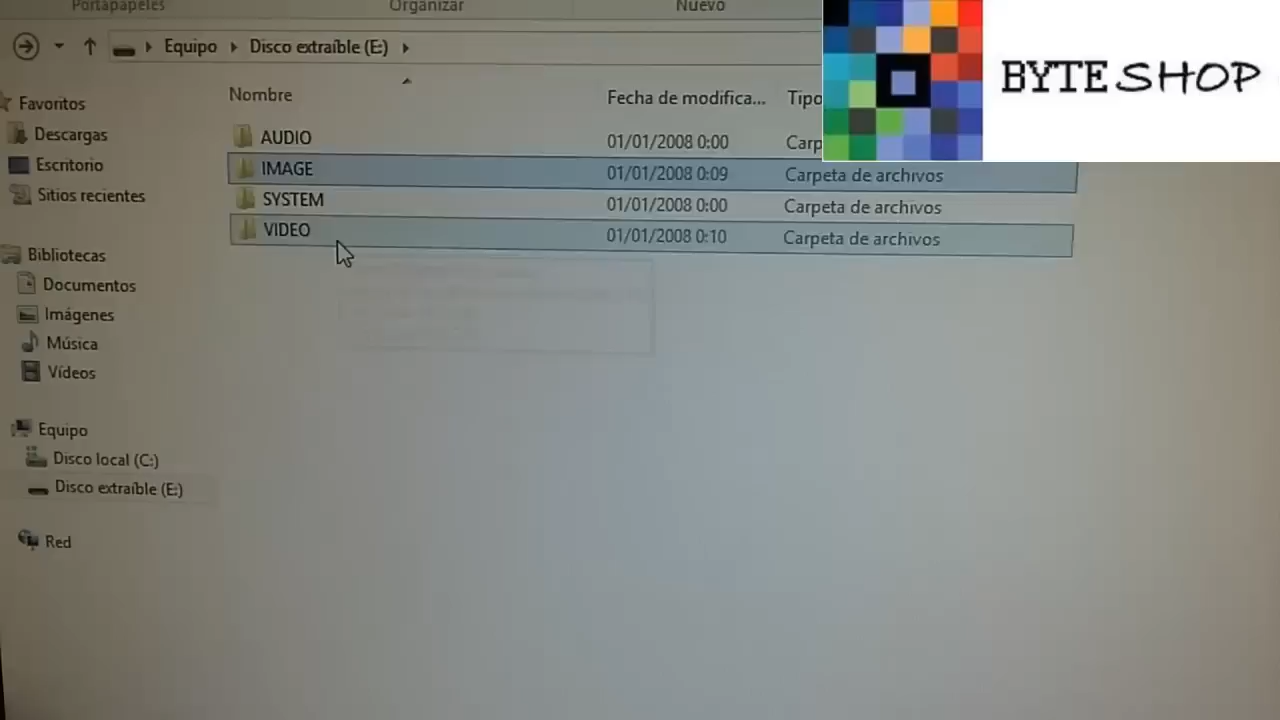 Portapapeles Organizar Nuevo
Equipo Disco extraíble (E:)
BYTE SHOP
Nombre Fecha de modifica... Tipo
AUDIO 01/01/2008 0:00 Carp
IMAGE 01/01/2008 0:09 Carpeta de archivos
SYSTEM 01/01/2008 0:00 Carpeta de archivos
VIDEO 01/01/2008 0:10 Carpeta de archivos
Favoritos
Descargas
Escritorio
Sitios recientes
Bibliotecas
Documentos
Imágenes
Música
Vídeos
Equipo
Disco local (C:)
Disco extraíble (E:)
Red